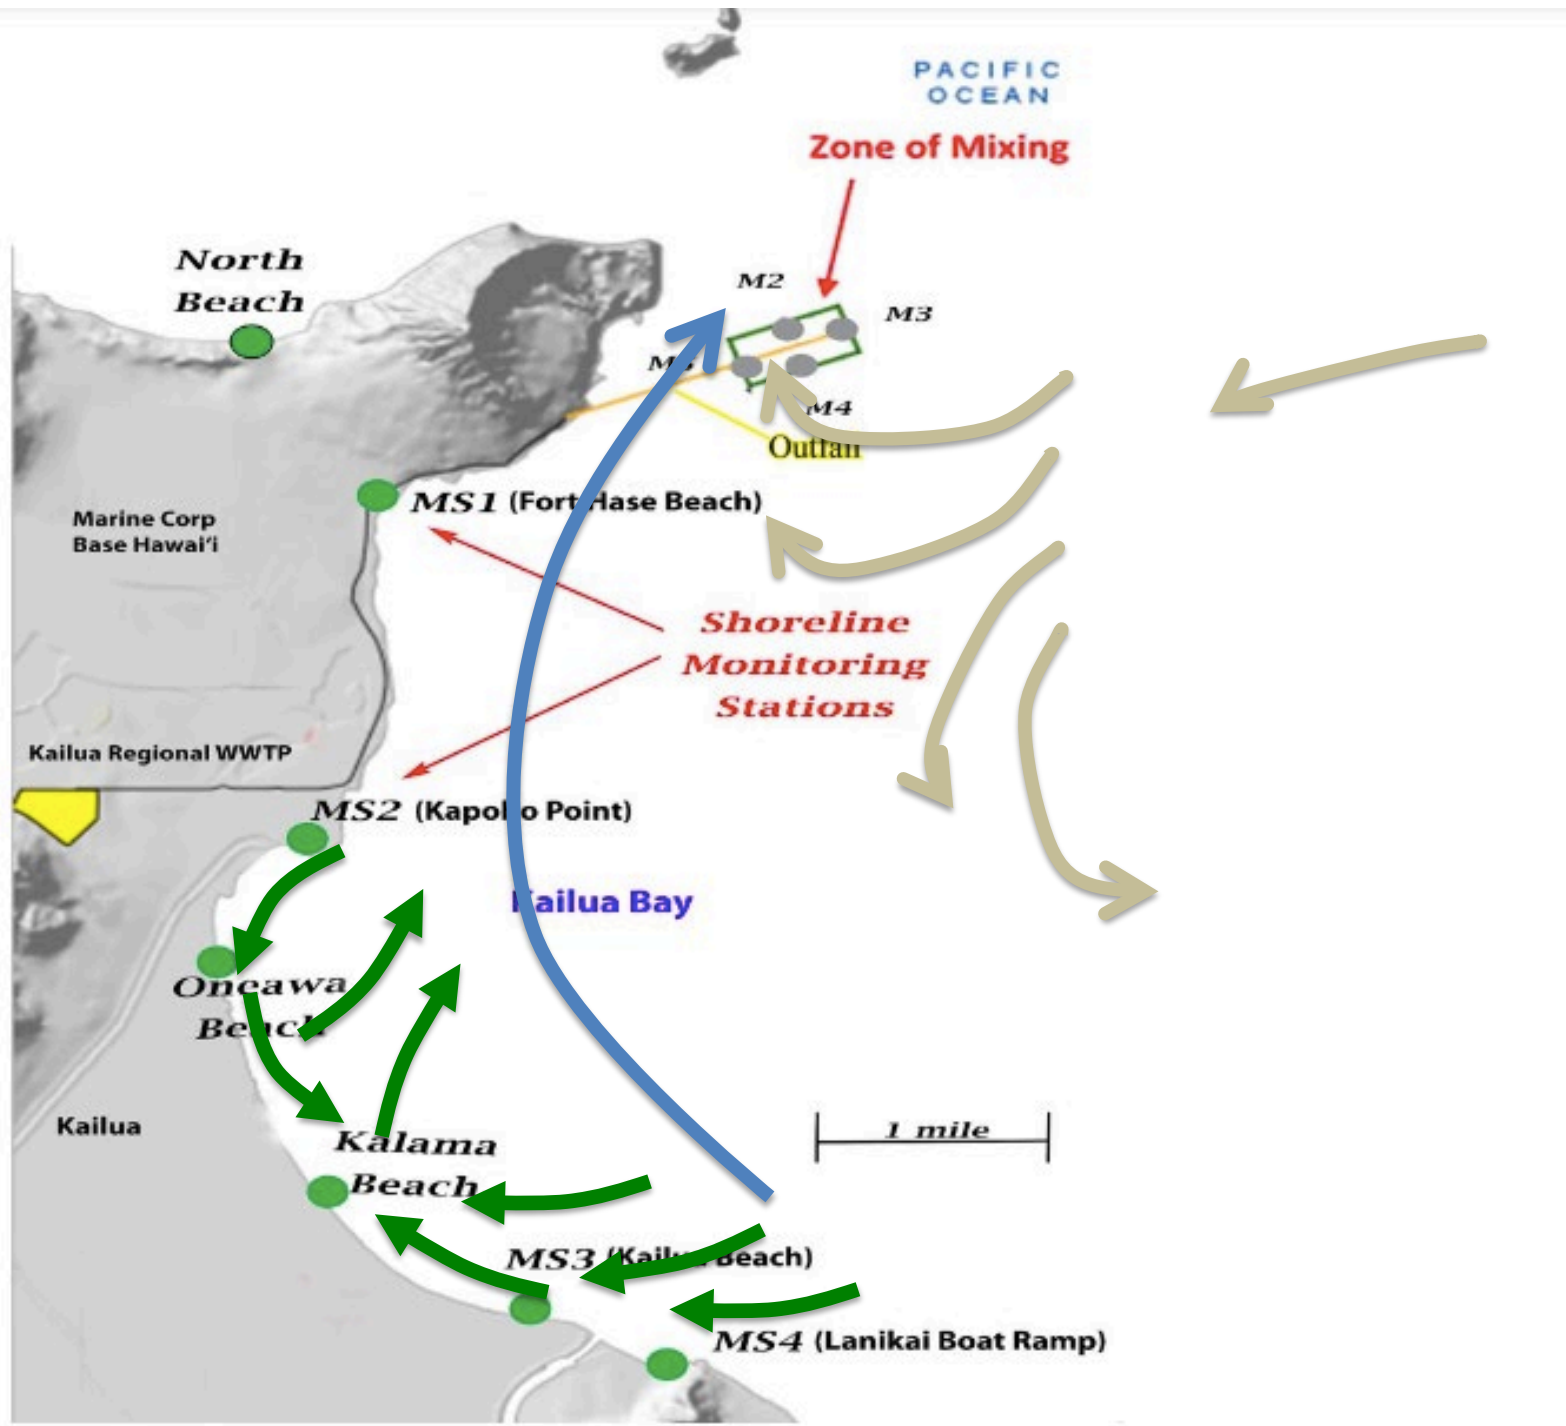 PACIFIC
OCEAN
Zone of Mixing
North
Beach
M2
M3
M4
Outfall
MS1 (Fort Hase Beach)
Marine Corp
Base Hawai‘i
Shoreline
Monitoring
Stations
Kailua Regional WWTP
MS2 (Kapoho Point)
Kailua Bay
Oneawa
Beach
Kailua
1 mile
Kalama
Beach
MS3 (Kailua Beach)
MS4 (Lanikai Boat Ramp)